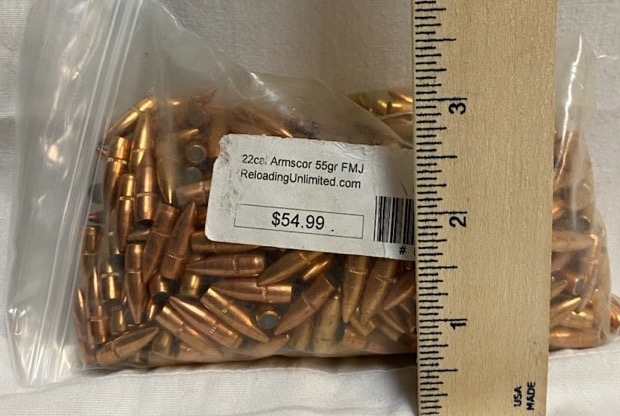 22cal Armscor 55gr FMJ
ReloadingUnlimited.com
$54.99
#
3
2
1
USA
MADE